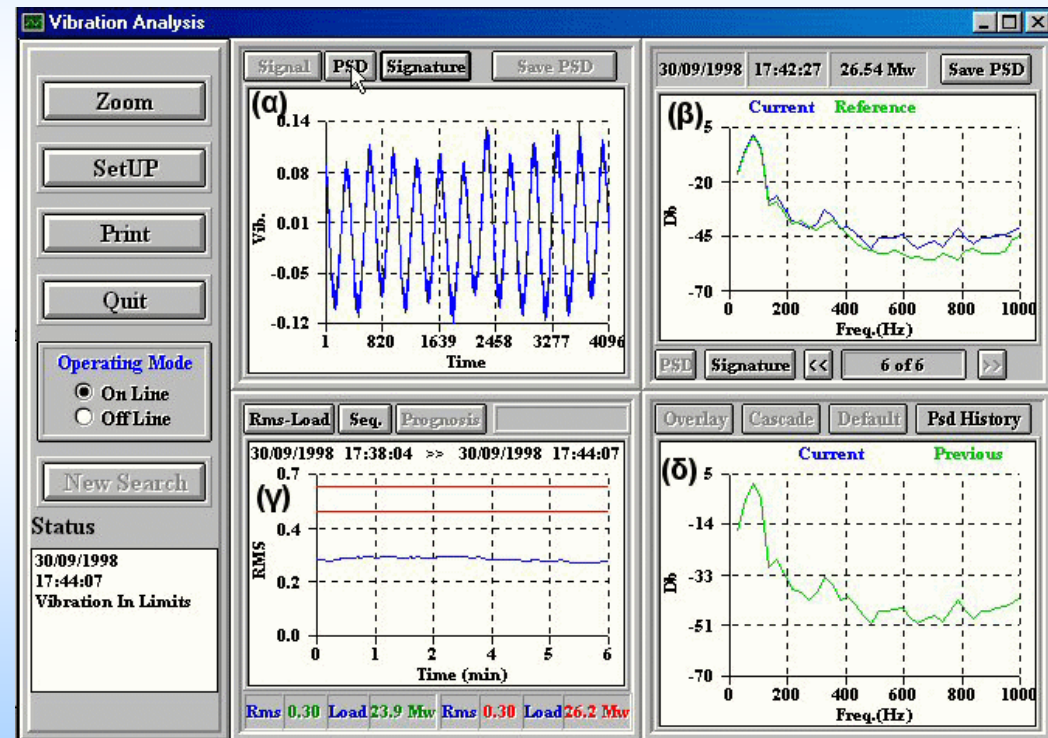 Vibration Analysis
Zoom
SetUP
Print
Quit
Operating Mode
On Line
Off Line
New Search
Status
30/09/1998
17:44:07
Vibration In Limits
Signal PSD Signature Save PSD
(α)
0.14
0.08
0.01
-0.05
-0.12
Vib.
1 820 1639 2458 3277 4096
Time
30/09/1998 17:42:27 26.54 Mw Save PSD
(β)
Current Reference
5
-20
-45
-70
Db
0 200 400 600 800 1000
Freq.(Hz)
PSD Signature << 6 of 6 >>
Rms-Load Seq. Prognosis
30/09/1998 17:38:04 >> 30/09/1998 17:44:07
(γ)
0.7
0.4
0.2
0.0
RMS
0 1 2 4 5 6
Time (min)
Rms 0.30 Load 23.9 Mw Rms 0.30 Load 26.2 Mw
Overlay Cascade Default Psd History
(δ)
Current Previous
5
-14
-33
-51
-70
Db
0 200 400 600 800 1000
Freq.(Hz)